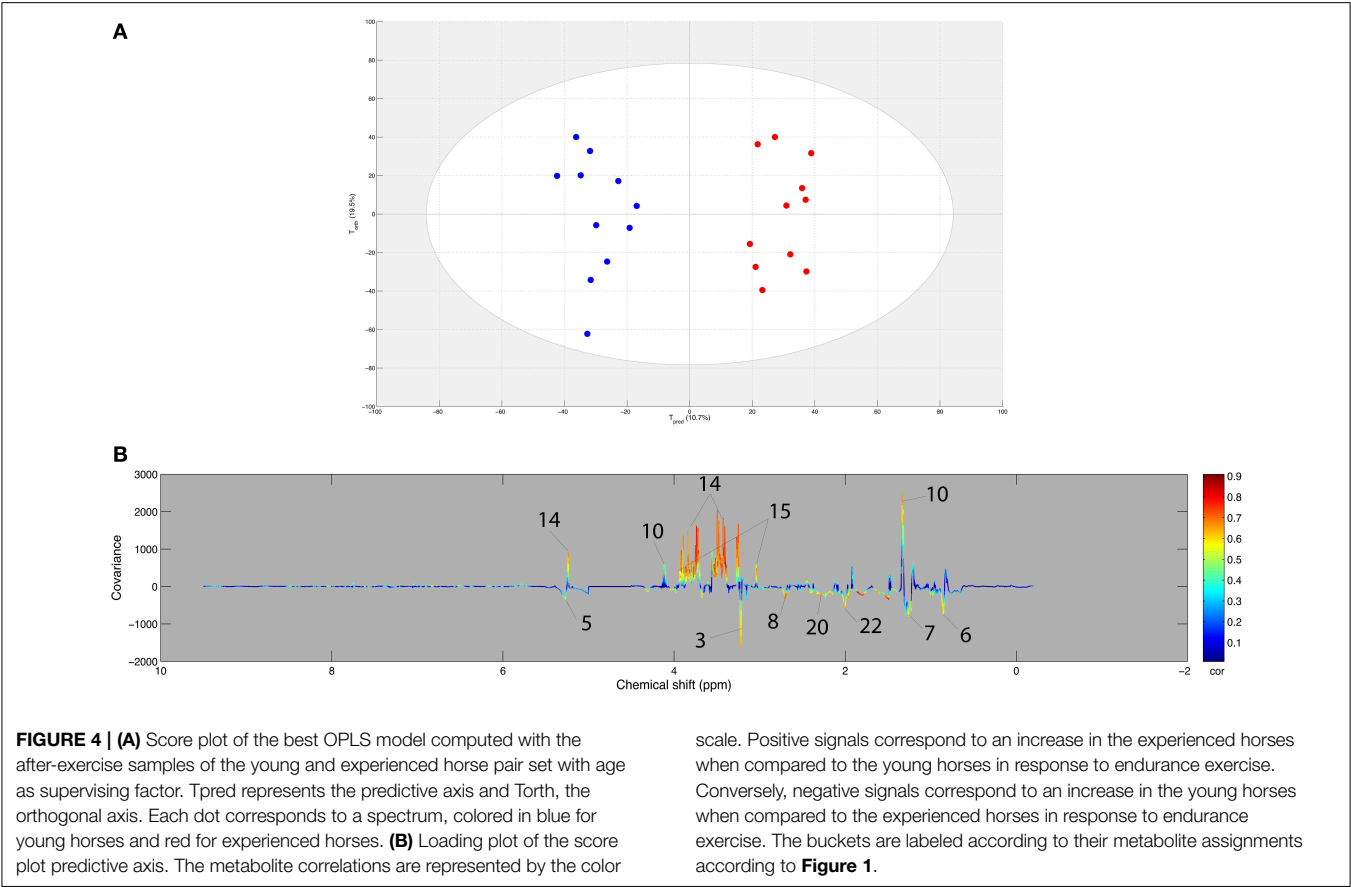 A
100
80
60
40
20
0
−20
−40
−60
−80
−100
Torth (19.5%)
−100 −80 −60 −40 −20 0 20 40 60 80 100
Tpred (10.7%)
B
3000
2000
1000
0
−1000
−2000
Covariance
14
10
14
15
10
5
3
8
20
22
7
6
10 8 6 4 2 0 −2
Chemical shift (ppm)
0.9
0.8
0.7
0.6
0.5
0.4
0.3
0.2
0.1
cor
FIGURE 4 | (A) Score plot of the best OPLS model computed with the
after-exercise samples of the young and experienced horse pair set with age
as supervising factor. Tpred represents the predictive axis and Torth, the
orthogonal axis. Each dot corresponds to a spectrum, colored in blue for
young horses and red for experienced horses. (B) Loading plot of the score
plot predictive axis. The metabolite correlations are represented by the color
scale. Positive signals correspond to an increase in the experienced horses
when compared to the young horses in response to endurance exercise.
Conversely, negative signals correspond to an increase in the young horses
when compared to the experienced horses in response to endurance
exercise. The buckets are labeled according to their metabolite assignments
according to Figure 1.